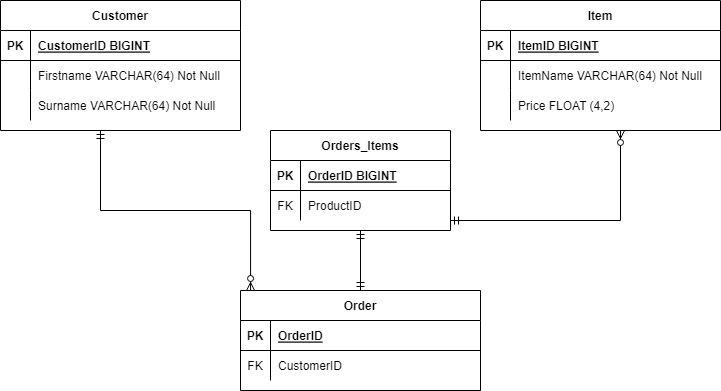 Customer
PK CustomerID BIGINT
Firstname VARCHAR(64) Not Null
Surname VARCHAR(64) Not Null
Item
PK ItemID BIGINT
ItemName VARCHAR(64) Not Null
Price FLOAT (4,2)
Orders_Items
PK OrderID BIGINT
FK ProductID
Order
PK OrderID
FK CustomerID